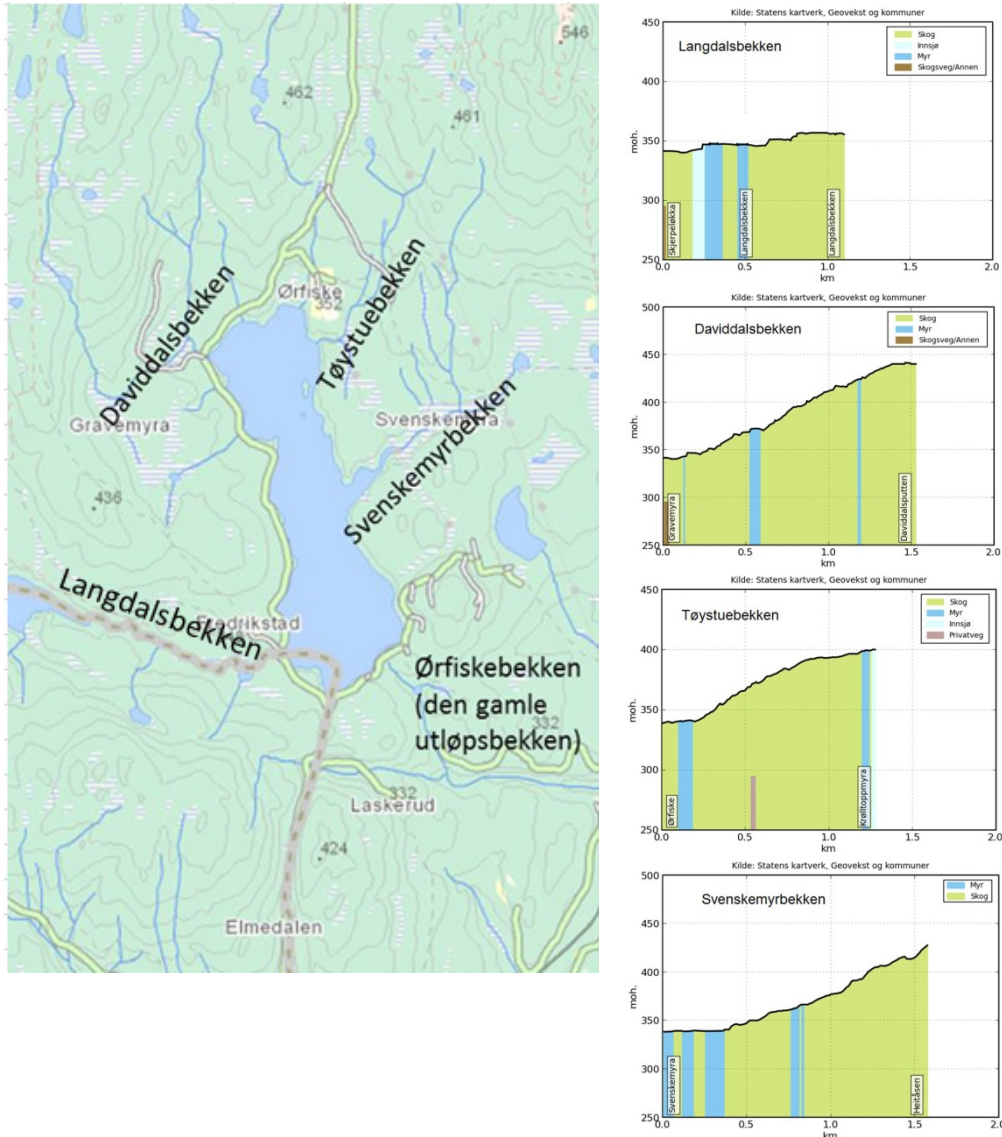 546
462
461
Ørfiske
352
Daviddalsbekken
Tøystuebekken
Gravemyra
Svenskemyrbekken
436
Langdalsbekken
Ørfiskebekken
(den gamle
utløpsbekken)
332
332
Laskerud
424
Elmedalen
Kilde: Statens kartverk, Geovekst og kommuner
Langdalsbekken
Skog
Innsjø
Myr
Skogsveg/Annen
moh.
450
400
350
300
250
Skjerpeløkka
Langdalsbekken
Langdalsbekken
0.0 0.5 1.0 1.5 2.0
km
Kilde: Statens kartverk, Geovekst og kommuner
Daviddalsbekken
Skog
Myr
Skogsveg/Annen
moh.
500
450
400
350
300
250
Gravemyra
Daviddalsputten
0.0 0.5 1.0 1.5 2.0
km
Kilde: Statens kartverk, Geovekst og kommuner
Tøystuebekken
Skog
Myr
Innsjø
Privatveg
moh.
450
400
350
300
250
Ørfiske
Krølltoppmyra
0.0 0.5 1.0 1.5 2.0
km
Kilde: Statens kartverk, Geovekst og kommuner
Svenskemyrbekken
Myr
Skog
moh.
500
450
400
350
300
250
Svenskemyra
Heitåsen
0.0 0.5 1.0 1.5 2.0
km